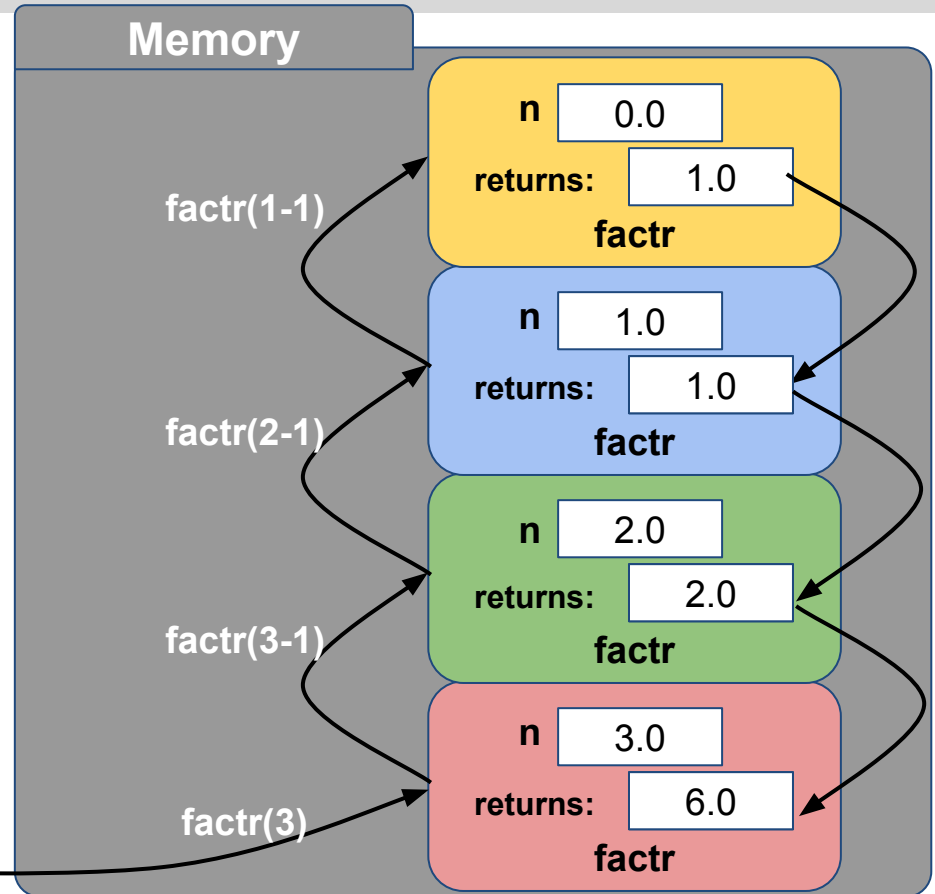 Memory
n 0.0
returns: 1.0
factr(1-1)
factr
n 1.0
returns: 1.0
factr(2-1)
factr
n 2.0
returns: 2.0
factr(3-1)
factr
n 3.0
returns: 6.0
factr(3)
factr